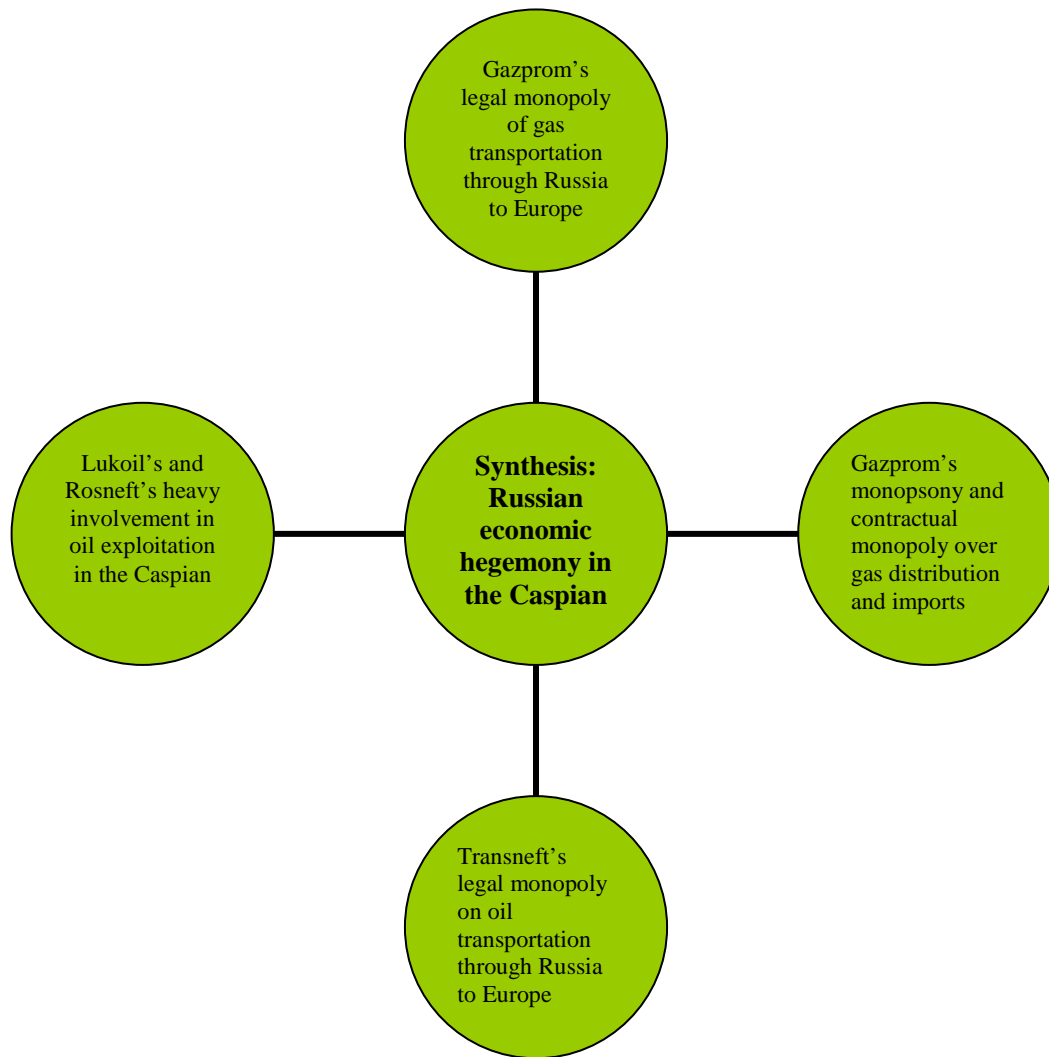 Gazprom’s
legal monopoly
of gas
transportation
through Russia
to Europe
Lukoil’s and
Rosneft’s heavy
involvement in
oil exploitation
in the Caspian
Synthesis:
Russian
economic
hegemony in
the Caspian
Gazprom’s
monopsony and
contractual
monopoly over
gas distribution
and imports
Transneft’s
legal monopoly
on oil
transportation
through Russia
to Europe